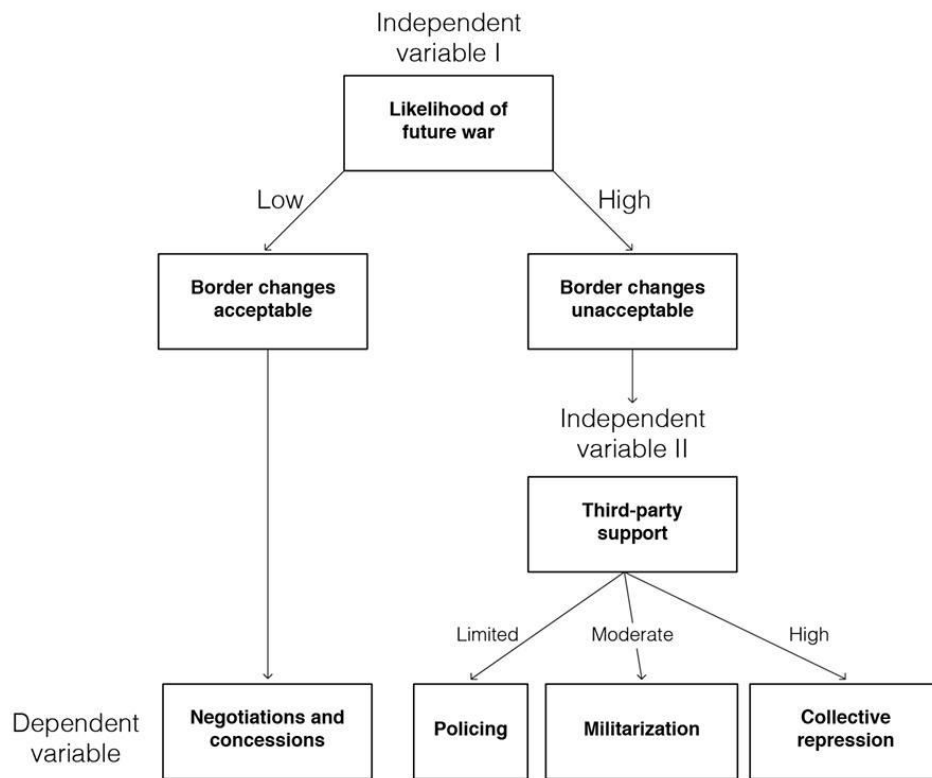 Independent
variable I
Likelihood of
future war
Low
High
Border changes
acceptable
Border changes
unacceptable
Independent
variable II
Third-party
support
Limited
Moderate
High
Dependent
variable
Negotiations and
concessions
Policing
Militarization
Collective
repression